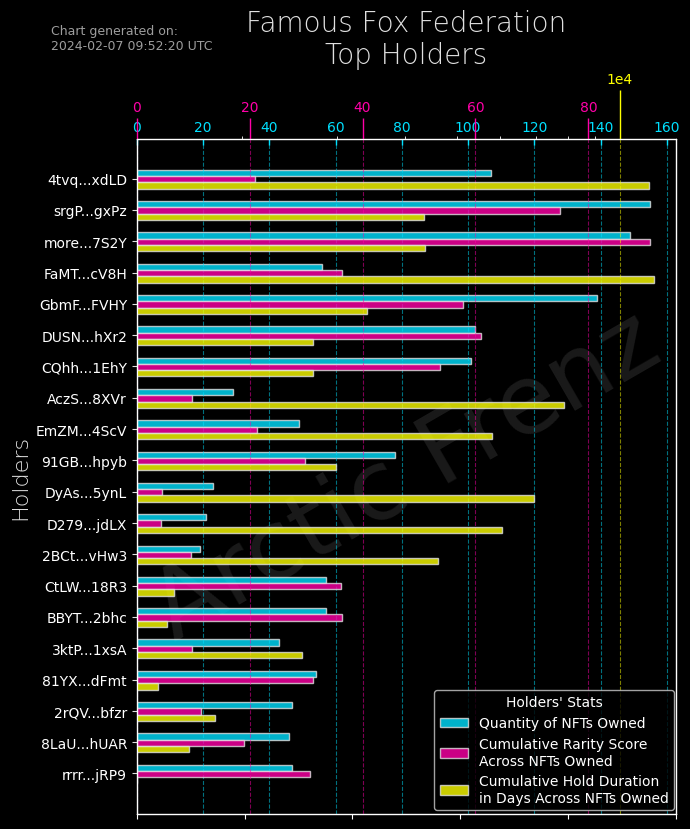 Chart generated on:
2024-02-07 09:52:20 UTC
Famous Fox Federation
Top Holders
1e4
0 20 40 60 80
0 20 40 60 80 100 120 140 160
4tvq...xdLD
srgP...gxPz
more...7S2Y
FaMT...cV8H
GbmF...FVHY
DUSN...hXr2
CQhh...1EhY
AczS...8XVr
EmZM...4ScV
91GB...hpyb
DyAs...5ynL
D279...jdLX
2BCt...vHw3
CtLW...18R3
BBYT...2bhc
3ktP...1xsA
81YX...dFmt
2rQV...bfzr
8LaU...hUAR
rrrr...jRP9
Holders
Arctic Frenz
Holders' Stats
Quantity of NFTs Owned
Cumulative Rarity Score
Across NFTs Owned
Cumulative Hold Duration
in Days Across NFTs Owned